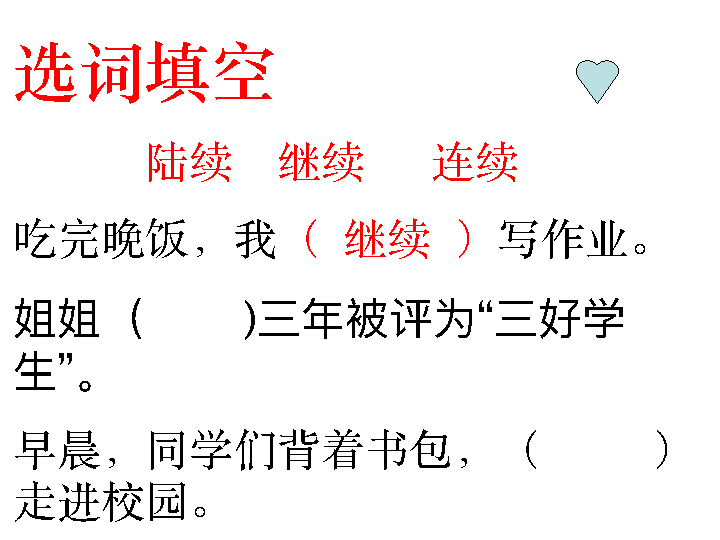 选词填空
陆续 继续 连续
吃完晚饭，我（ 继续 ）写作业。
姐姐（ )三年被评为“三好学
生”。
早晨，同学们背着书包，（ ）
走进校园。